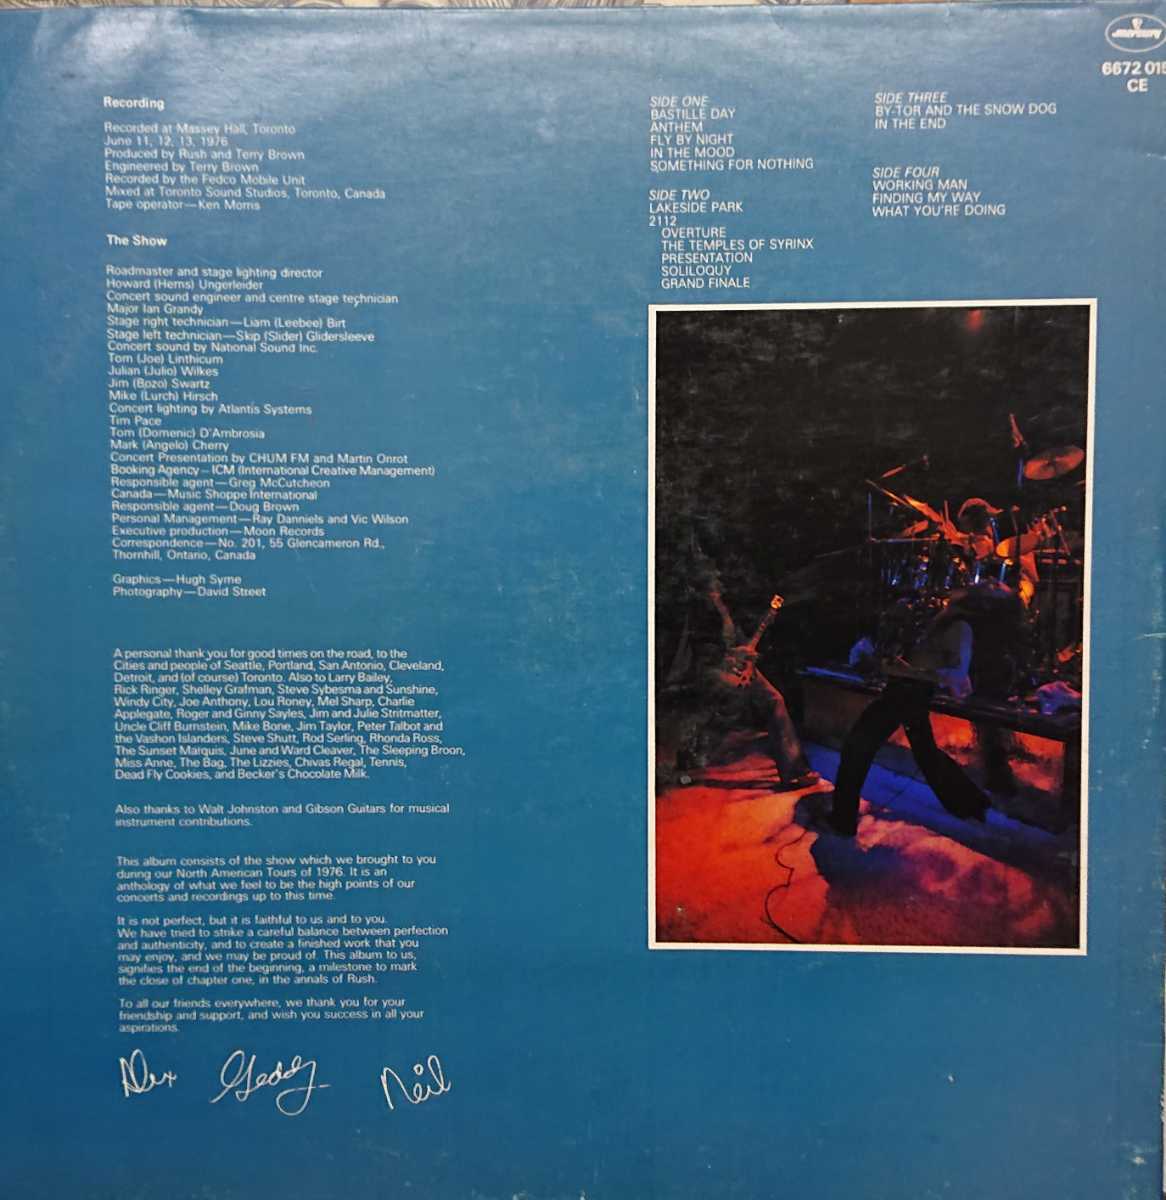 Mercury
6672 015
CE
Recording
Recorded at Massey Hall, Toronto
June 11, 12, 13, 1976
Produced by Rush and Terry Brown
Engineered by Terry Brown
Recorded by the Fedco Mobile Unit
Mixed at Toronto Sound Studios, Toronto, Canada
Tape operator—Ken Morris
The Show
Roadmaster and stage lighting director
Howard (Herns) Ungerleider
Concert sound engineer and centre stage technician
Major Ian Grandy
Stage right technician—Liam (Leebee) Birt
Stage left technician—Skip (Slider) Glidersleeve
Concert sound by National Sound Inc.
Tom (Joe) Linthicum
Julian (Julio) Wilkes
Jim (Bozo) Swartz
Mike (Lurch) Hirsch
Concert lighting by Atlantis Systems
Tim Pace
Tom (Domenic) D'Ambrosia
Mark (Angelo) Cherry
Concert Presentation by CHUM FM and Martin Onrot
Booking Agency—ICM (International Creative Management)
Responsible agent—Greg McCutcheon
Canada—Music Shoppe International
Responsible agent—Doug Brown
Personal Management—Ray Danniels and Vic Wilson
Executive production—Moon Records
Correspondence—No. 201, 55 Glencameron Rd.,
Thornhill, Ontario, Canada
Graphics—Hugh Syme
Photography—David Street
A personal thank you for good times on the road, to the
Cities and people of Seattle, Portland, San Antonio, Cleveland,
Detroit, and (of course) Toronto. Also to Larry Bailey,
Rick Ringer, Shelley Grafman, Steve Sybesma and Sunshine,
Windy City, Joe Anthony, Lou Roney, Mel Sharp, Charlie
Applegate, Roger and Ginny Sayles, Jim and Julie Stritmatter,
Uncle Cliff Burnstein, Mike Bone, Jim Taylor, Peter Talbot and
the Vashon Islanders, Steve Shutt, Rod Serling, Rhonda Ross,
The Sunset Marquis, June and Ward Cleaver, The Sleeping Broon,
Miss Anne, The Bag, The Lizzies, Chivas Regal, Tennis,
Dead Fly Cookies, and Becker's Chocolate Milk.
Also thanks to Walt Johnston and Gibson Guitars for musical
instrument contributions.
This album consists of the show which we brought to you
during our North American Tours of 1976. It is an
anthology of what we feel to be the high points of our
concerts and recordings up to this time.
It is not perfect, but it is faithful to us and to you.
We have tried to strike a careful balance between perfection
and authenticity, and to create a finished work that you
may enjoy, and we may be proud of. This album to us,
signifies the end of the beginning, a milestone to mark
the close of chapter one, in the annals of Rush.
To all our friends everywhere, we thank you for your
friendship and support, and wish you success in all your
aspirations.
Alex Geddy Neil
SIDE ONE
BASTILLE DAY
ANTHEM
FLY BY NIGHT
IN THE MOOD
SOMETHING FOR NOTHING
SIDE TWO
LAKESIDE PARK
2112
OVERTURE
THE TEMPLES OF SYRINX
PRESENTATION
SOLILOQUY
GRAND FINALE
SIDE THREE
BY-TOR AND THE SNOW DOG
IN THE END
SIDE FOUR
WORKING MAN
FINDING MY WAY
WHAT YOU'RE DOING